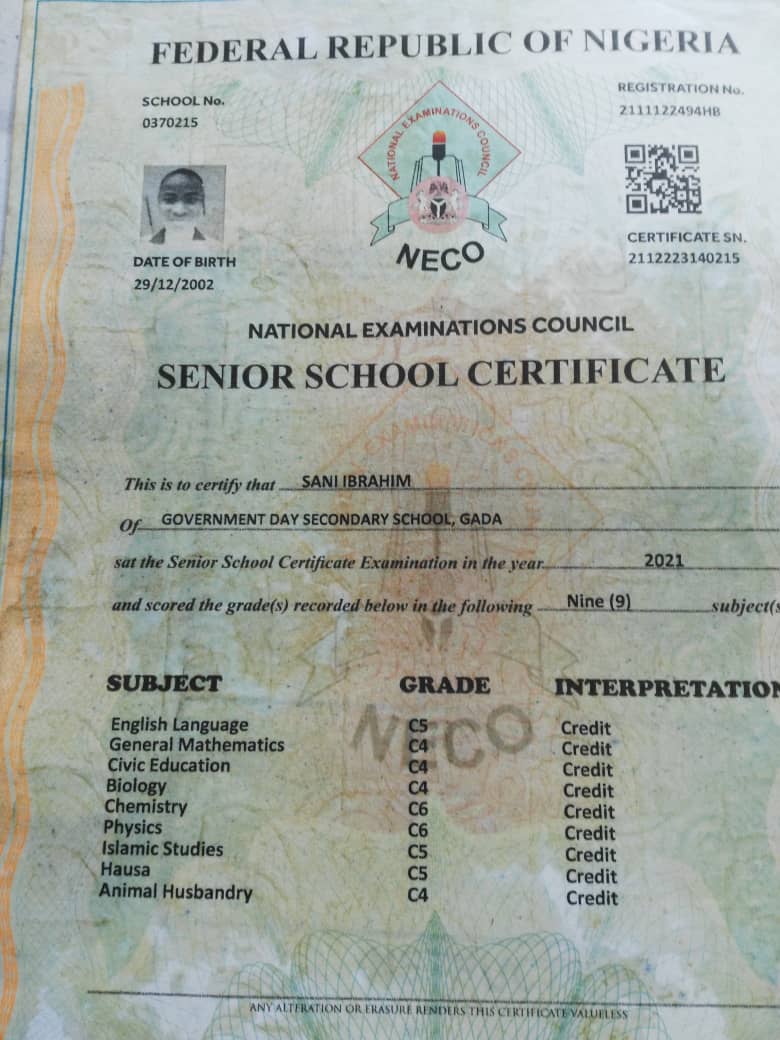 FEDERAL REPUBLIC OF NIGERIA
SCHOOL No.
0370215
REGISTRATION No.
2111122494HB
NATIONAL EXAMINATIONS COUNCIL
NECO
CERTIFICATE SN.
2112223140215
DATE OF BIRTH
29/12/2002
NATIONAL EXAMINATIONS COUNCIL
SENIOR SCHOOL CERTIFICATE
This is to certify that SANI IBRAHIM
Of GOVERNMENT DAY SECONDARY SCHOOL, GADA
sat the Senior School Certificate Examination in the year 2021
and scored the grade(s) recorded below in the following Nine (9) subject(s
SUBJECT GRADE INTERPRETATION
English Language C5 Credit
General Mathematics C4 Credit
Civic Education C4 Credit
Biology C4 Credit
Chemistry C6 Credit
Physics C6 Credit
Islamic Studies C5 Credit
Hausa C5 Credit
Animal Husbandry C4 Credit
NECO
ANY ALTERATION OR ERASURE RENDERS THIS CERTIFICATE VALUELESS